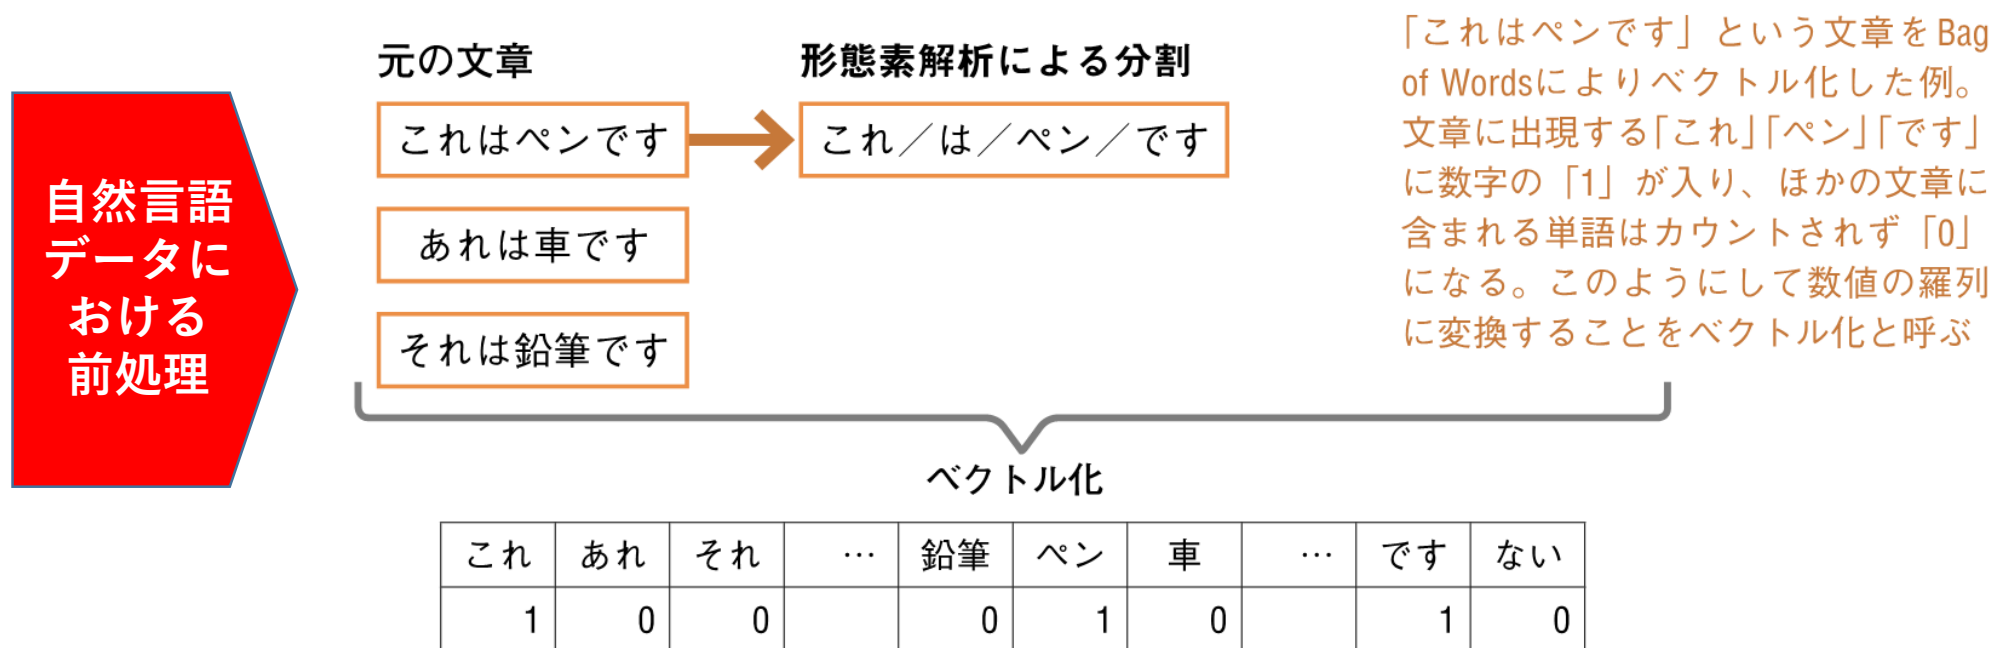 自然言語
データに
おける
前処理
元の文章
形態素解析による分割
これはペンです
これ／は／ペン／です
あれは車です
それは鉛筆です
「これはペンです」という文章をBag
of Wordsによりベクトル化した例。
文章に出現する「これ」「ペン」「です」
に数字の「1」が入り、ほかの文章に
含まれる単語はカウントされず「0」
になる。このようにして数値の羅列
に変換することをベクトル化と呼ぶ
ベクトル化
これ あれ それ … 鉛筆 ペン 車 … です ない
1 0 0 0 1 0 1 0